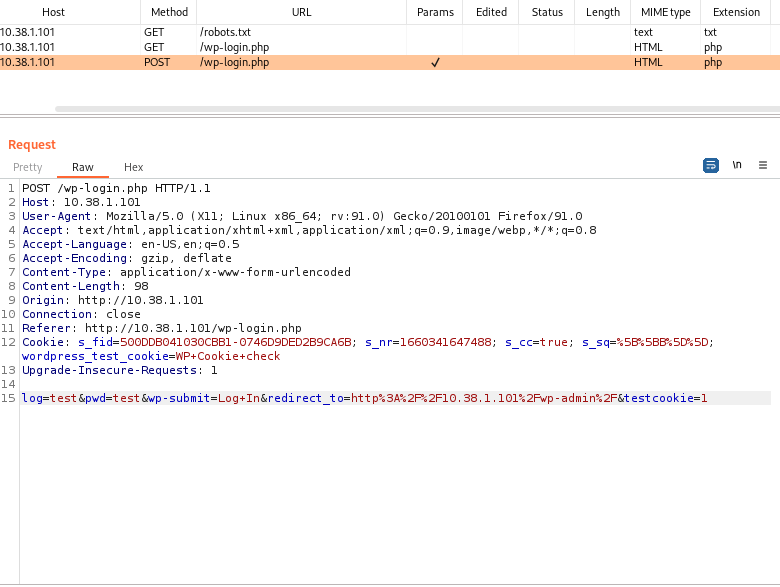 Host Method URL Params Edited Status Length MIME type Extension
10.38.1.101 GET /robots.txt text txt
10.38.1.101 GET /wp-login.php HTML php
10.38.1.101 POST /wp-login.php ✓ HTML php
Request
Pretty Raw Hex \n
1 POST /wp-login.php HTTP/1.1
2 Host: 10.38.1.101
3 User-Agent: Mozilla/5.0 (X11; Linux x86_64; rv:91.0) Gecko/20100101 Firefox/91.0
4 Accept: text/html,application/xhtml+xml,application/xml;q=0.9,image/webp,*/*;q=0.8
5 Accept-Language: en-US,en;q=0.5
6 Accept-Encoding: gzip, deflate
7 Content-Type: application/x-www-form-urlencoded
8 Content-Length: 98
9 Origin: http://10.38.1.101
10 Connection: close
11 Referer: http://10.38.1.101/wp-login.php
12 Cookie: s_fid=500DDB041030CBB1-0746D9DED2B9CA6B; s_nr=1660341647488; s_cc=true; s_sq=%5B%5BB%5D%5D;
wordpress_test_cookie=WP+Cookie+check
13 Upgrade-Insecure-Requests: 1
14
15 log=test&pwd=test&wp-submit=Log+In&redirect_to=http%3A%2F%2F10.38.1.101%2Fwp-admin%2F&testcookie=1